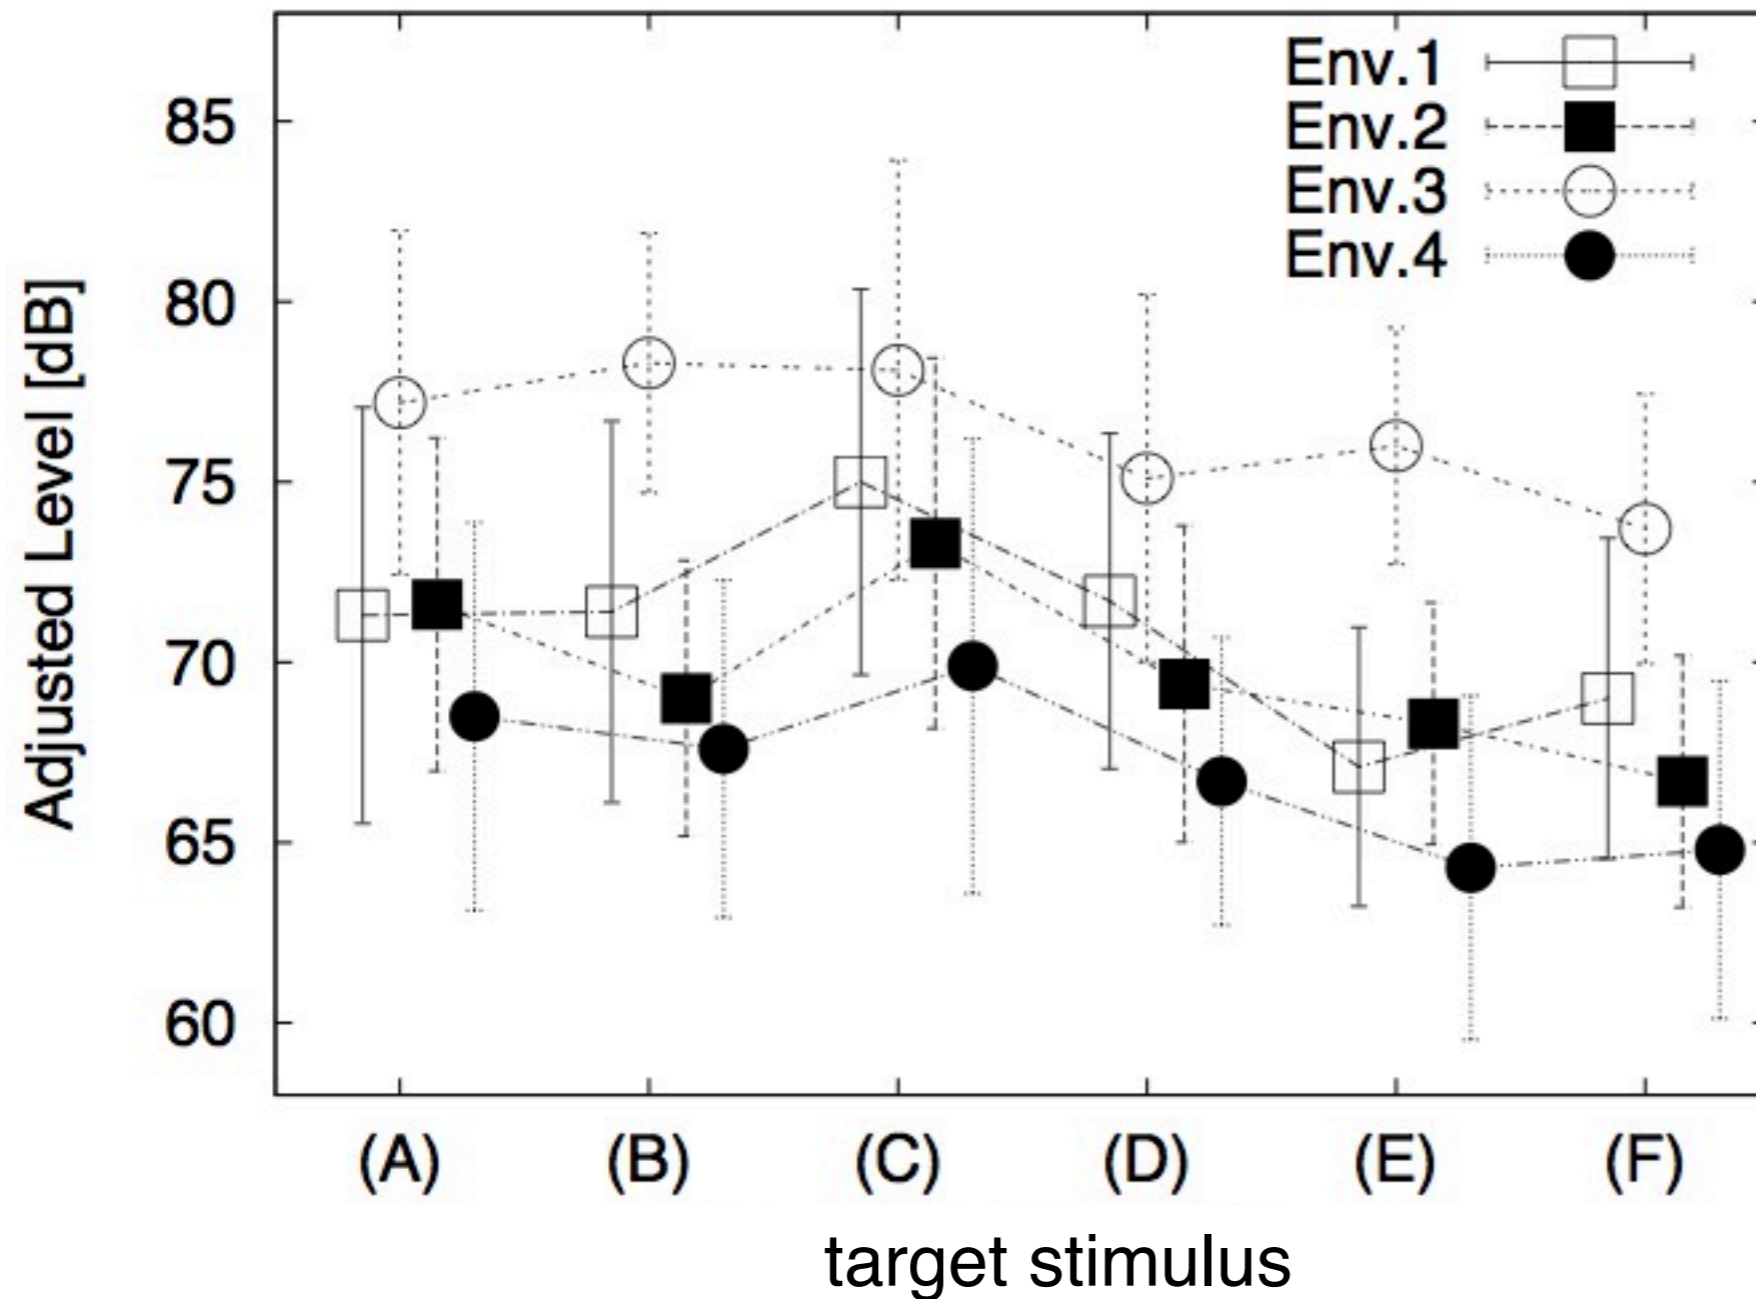 Env.1
Env.2
Env.3
Env.4
85
80
75
70
65
60
Adjusted Level [dB]
(A) (B) (C) (D) (E) (F)
target stimulus